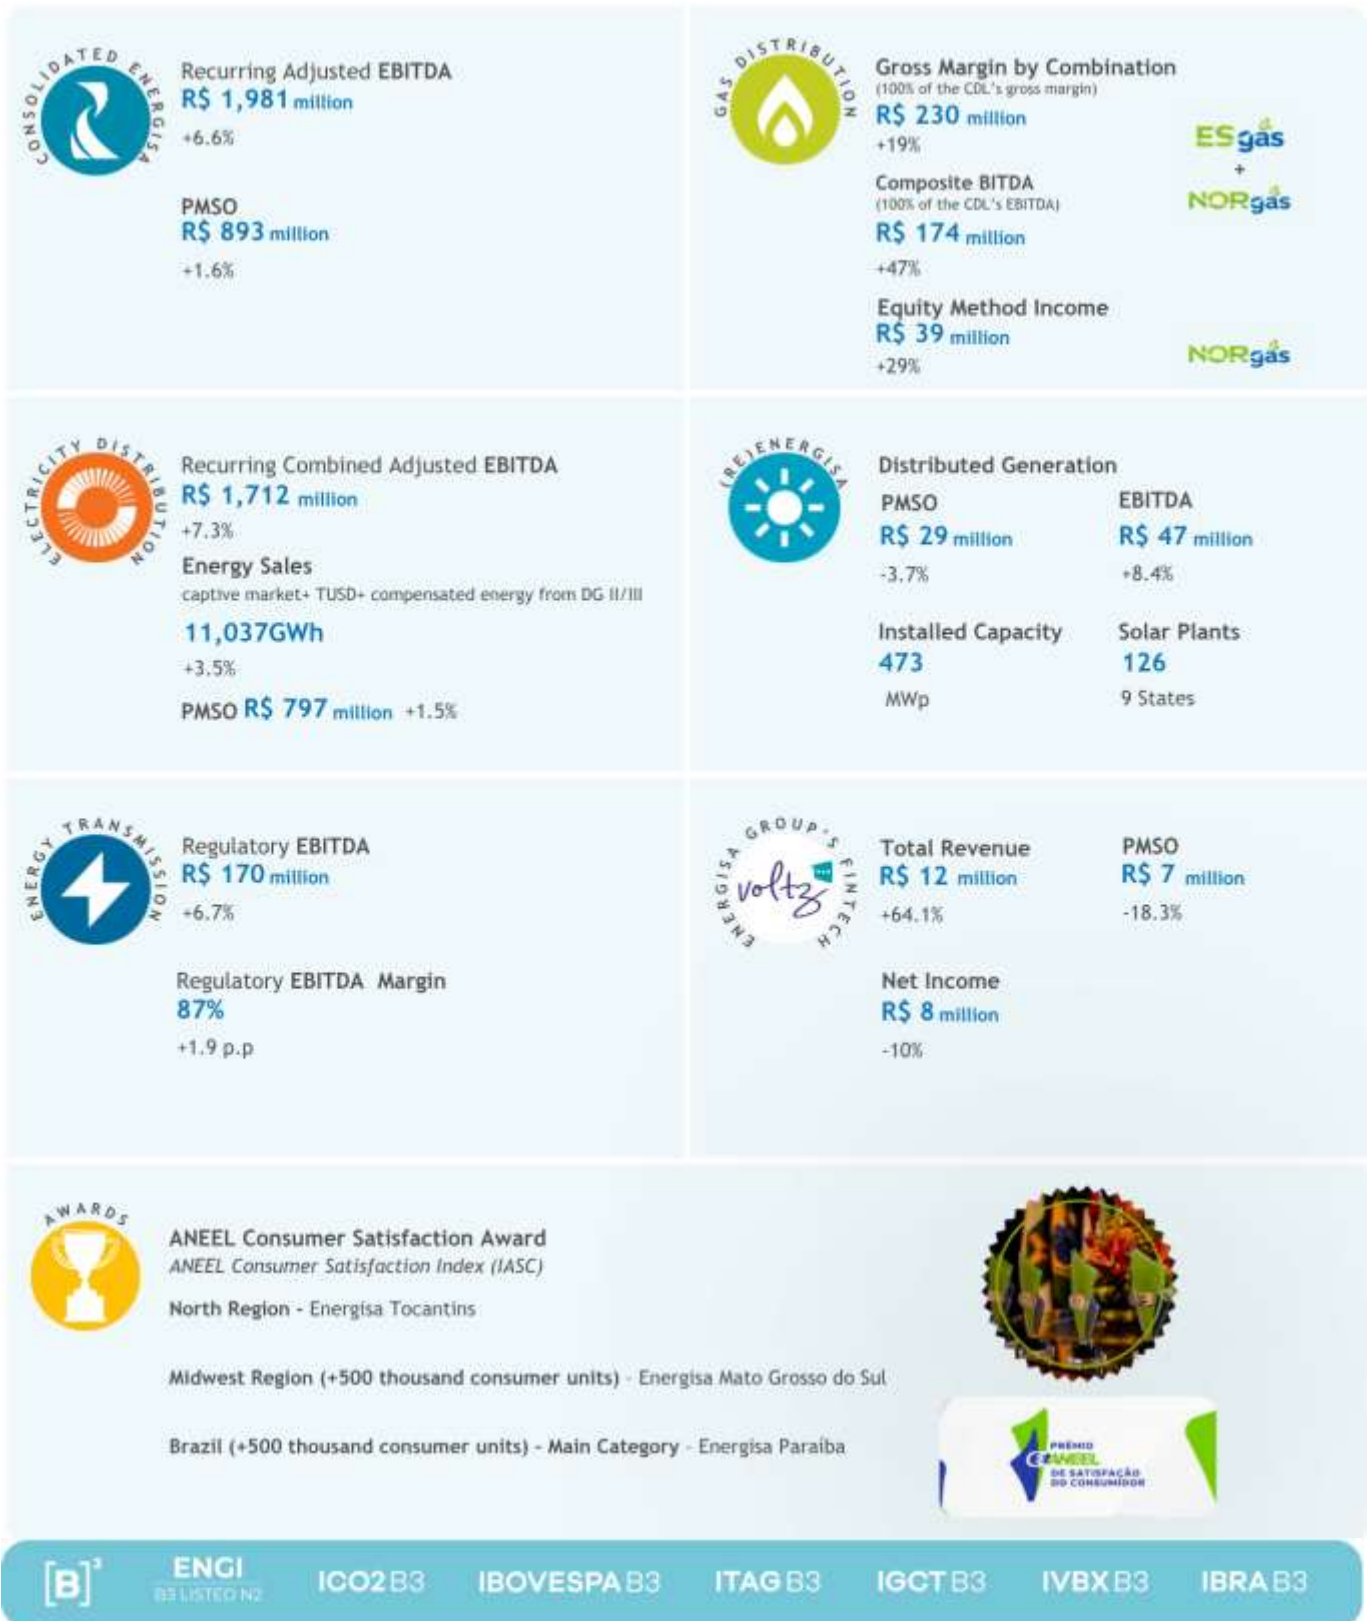 CONSOLIDATED ENERGISA
Recurring Adjusted EBITDA
R$ 1,981 million
+6.6%
PMSO
R$ 893 million
+1.6%
GAS DISTRIBUTION
Gross Margin by Combination
(100% of the CDL's gross margin)
R$ 230 million
+19%
ESgás
+
NORgás
Composite BITDA
(100% of the CDL's EBITDA)
R$ 174 million
+47%
Equity Method Income
R$ 39 million
+29%
NORgás
ELECTRICITY DISTRIBUTION
Recurring Combined Adjusted EBITDA
R$ 1,712 million
+7.3%
Energy Sales
captive market+ TUSD+ compensated energy from DG II/III
11,037GWh
+3.5%
PMSO R$ 797 million +1.5%
(RE)ENERGISA
Distributed Generation
PMSO EBITDA
R$ 29 million R$ 47 million
-3.7% +8.4%
Installed Capacity Solar Plants
473 126
MWp 9 States
ENERGY TRANSMISSION
Regulatory EBITDA
R$ 170 million
+6.7%
Regulatory EBITDA Margin
87%
+1.9 p.p
ENERGISA GROUP'S FINTECH
voltz
Total Revenue PMSO
R$ 12 million R$ 7 million
+64.1% -18.3%
Net Income
R$ 8 million
-10%
AWARDS
ANEEL Consumer Satisfaction Award
ANEEL Consumer Satisfaction Index (IASC)
North Region - Energisa Tocantins
Midwest Region (+500 thousand consumer units) - Energisa Mato Grosso do Sul
Brazil (+500 thousand consumer units) - Main Category - Energisa Paraíba
PRÊMIO
ANEEL
DE SATISFAÇÃO
DO CONSUMIDOR
[B]³
ENGI
B3 LISTED N2
ICO2 B3
IBOVESPA B3
ITAG B3
IGCT B3
IVBX B3
IBRA B3